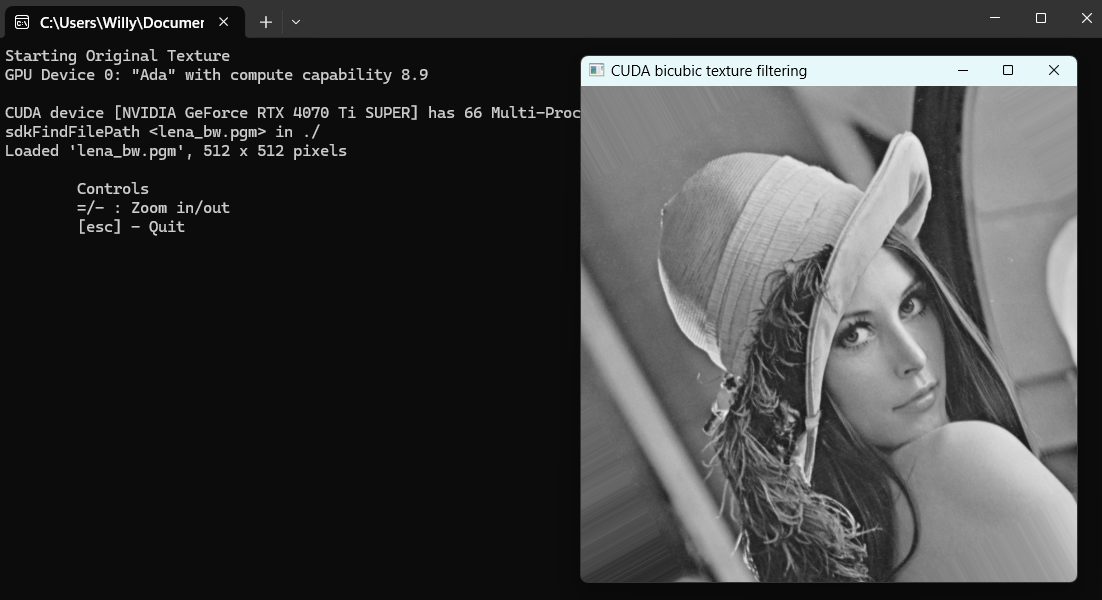 C:\Users\Willy\Documen
Starting Original Texture
GPU Device 0: "Ada" with compute capability 8.9
CUDA device [NVIDIA GeForce RTX 4070 Ti SUPER] has 66 Multi-Proc
sdkFindFilePath <lena_bw.pgm> in ./
Loaded 'lena_bw.pgm', 512 x 512 pixels
Controls
=/- : Zoom in/out
[esc] - Quit
CUDA bicubic texture filtering